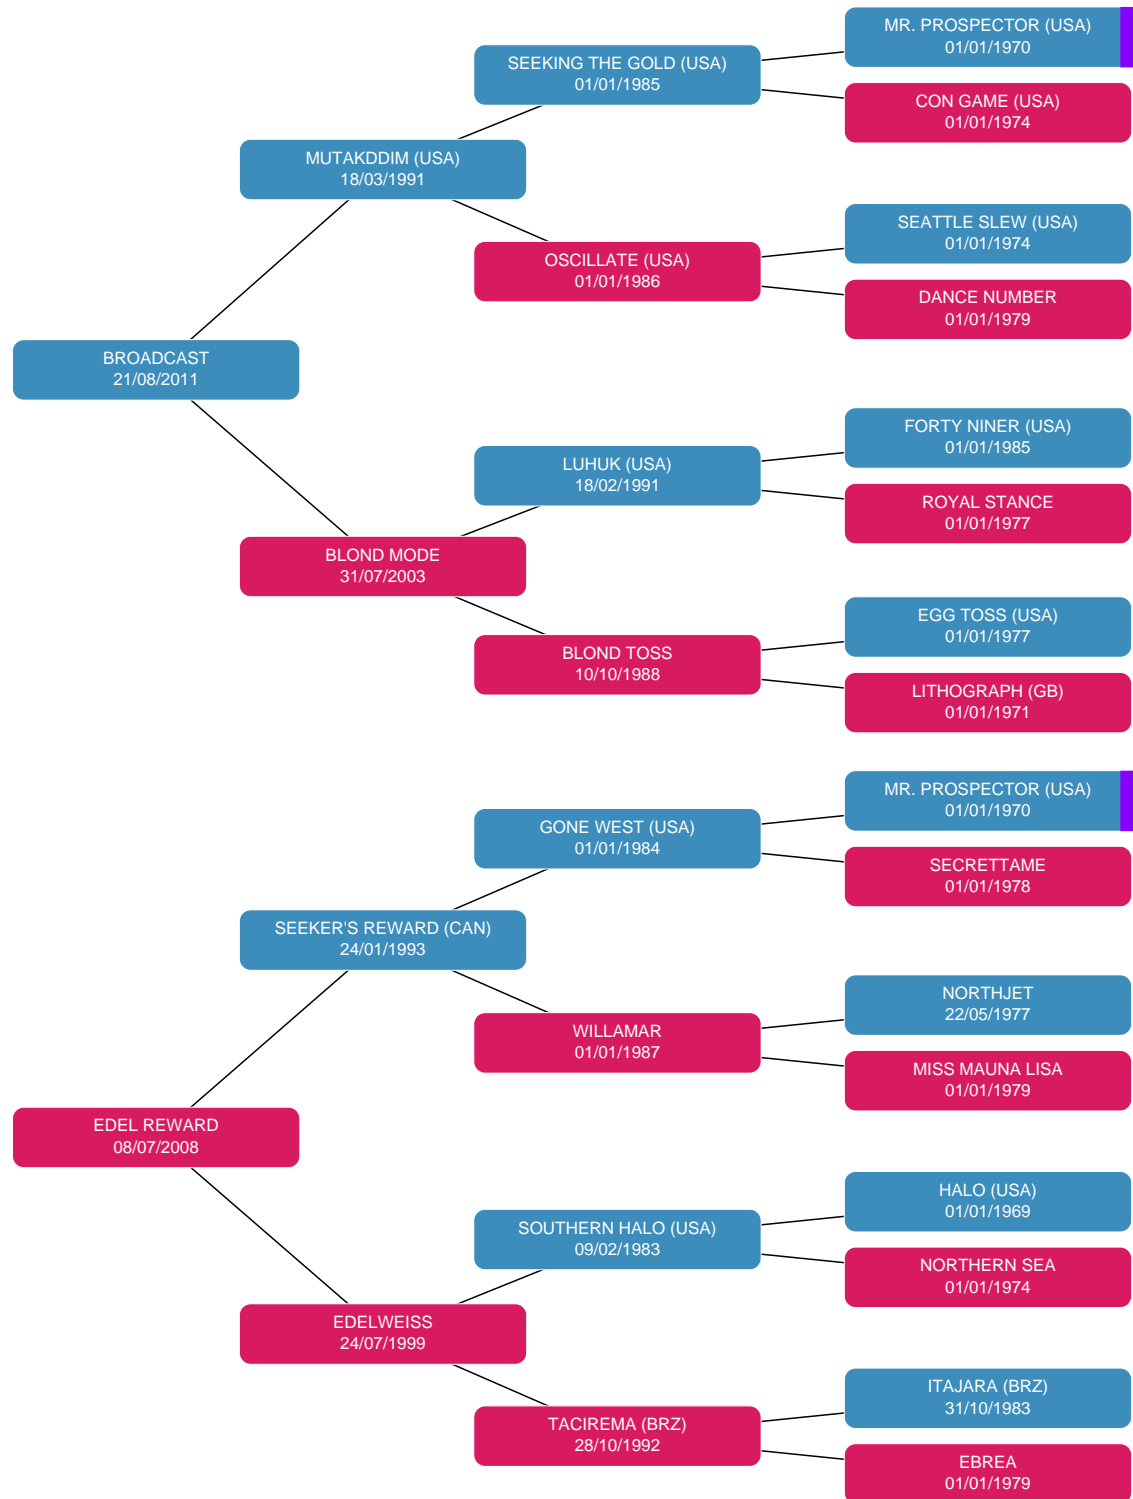 MR. PROSPECTOR (USA)
01/01/1970
SEEKING THE GOLD (USA)
01/01/1985
CON GAME (USA)
01/01/1974
MUTAKDDIM (USA)
18/03/1991
SEATTLE SLEW (USA)
01/01/1974
OSCILLATE (USA)
01/01/1986
DANCE NUMBER
01/01/1979
BROADCAST
21/08/2011
FORTY NINER (USA)
01/01/1985
LUHUK (USA)
18/02/1991
ROYAL STANCE
01/01/1977
BLOND MODE
31/07/2003
EGG TOSS (USA)
01/01/1977
BLOND TOSS
10/10/1988
LITHOGRAPH (GB)
01/01/1971
MR. PROSPECTOR (USA)
01/01/1970
GONE WEST (USA)
01/01/1984
SECRETTAME
01/01/1978
SEEKER'S REWARD (CAN)
24/01/1993
NORTHJET
22/05/1977
WILLAMAR
01/01/1987
MISS MAUNA LISA
01/01/1979
EDEL REWARD
08/07/2008
HALO (USA)
01/01/1969
SOUTHERN HALO (USA)
09/02/1983
NORTHERN SEA
01/01/1974
EDELWEISS
24/07/1999
ITAJARA (BRZ)
31/10/1983
TACIREMA (BRZ)
28/10/1992
EBREA
01/01/1979